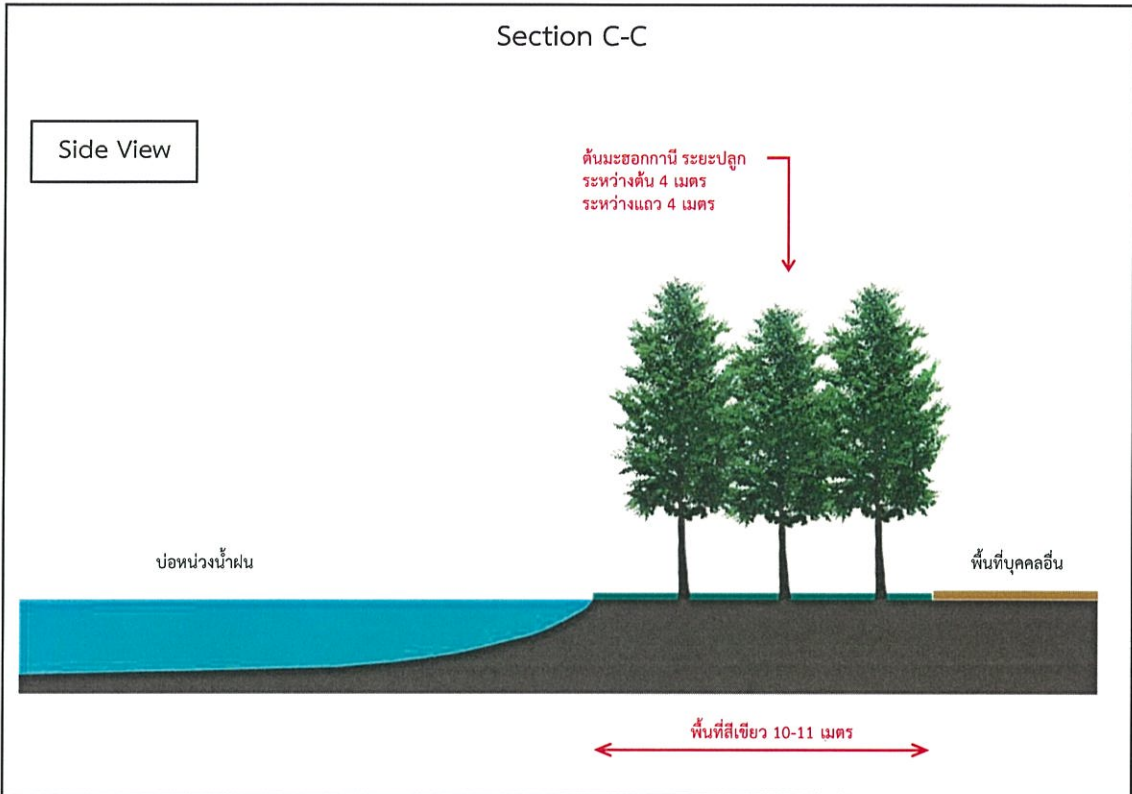 Section C-C
Side View
ต้นมะฮอกกานี ระยะปลูก
ระหว่างต้น 4 เมตร
ระหว่างแถว 4 เมตร
บ่อหน่วงน้ำฝน
พื้นที่บุคคลอื่น
พื้นที่สีเขียว 10-11 เมตร